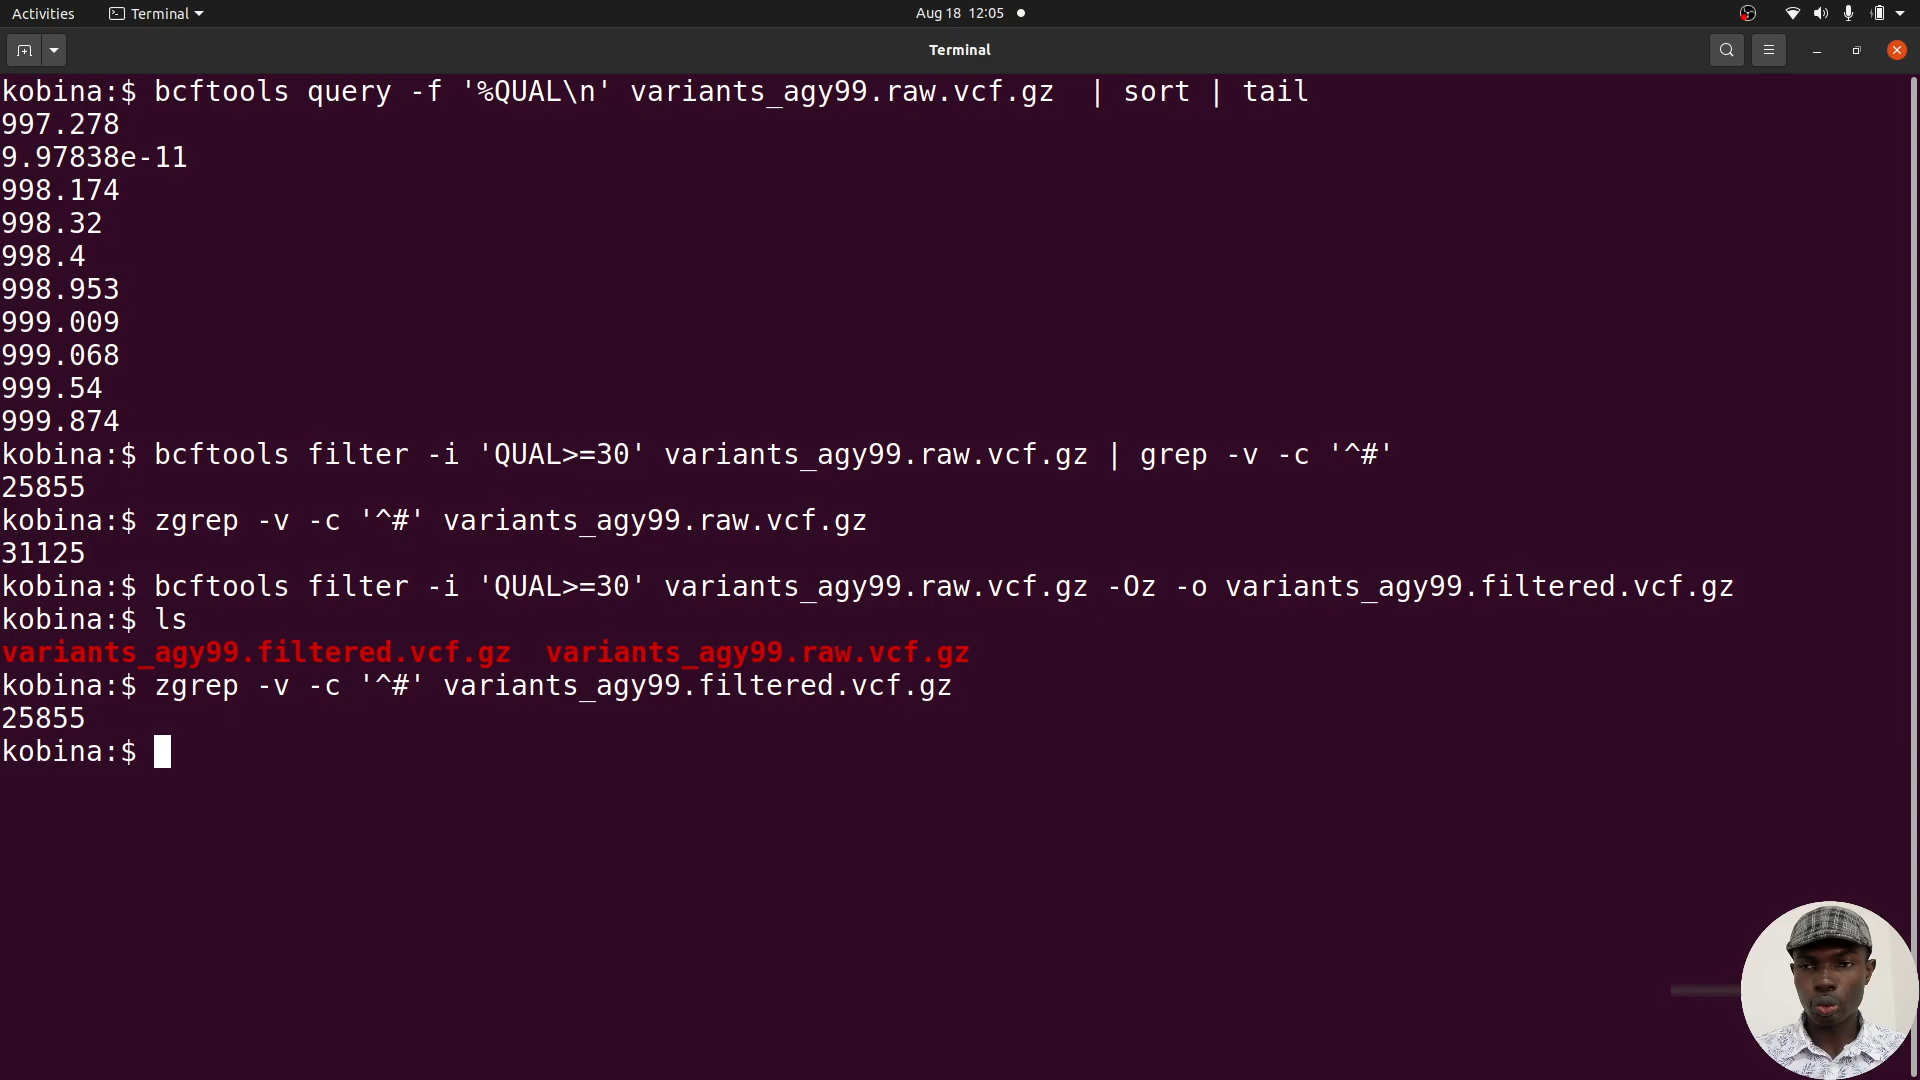 Activities
Terminal
Aug 18 12:05
Terminal
kobina:$ bcftools query -f '%QUAL\n' variants_agy99.raw.vcf.gz  | sort | tail
997.278
9.97838e-11
998.174
998.32
998.4
998.953
999.009
999.068
999.54
999.874
kobina:$ bcftools filter -i 'QUAL>=30' variants_agy99.raw.vcf.gz | grep -v -c '^#'
25855
kobina:$ zgrep -v -c '^#' variants_agy99.raw.vcf.gz
31125
kobina:$ bcftools filter -i 'QUAL>=30' variants_agy99.raw.vcf.gz -Oz -o variants_agy99.filtered.vcf.gz
kobina:$ ls
variants_agy99.filtered.vcf.gz  variants_agy99.raw.vcf.gz
kobina:$ zgrep -v -c '^#' variants_agy99.filtered.vcf.gz
25855
kobina:$